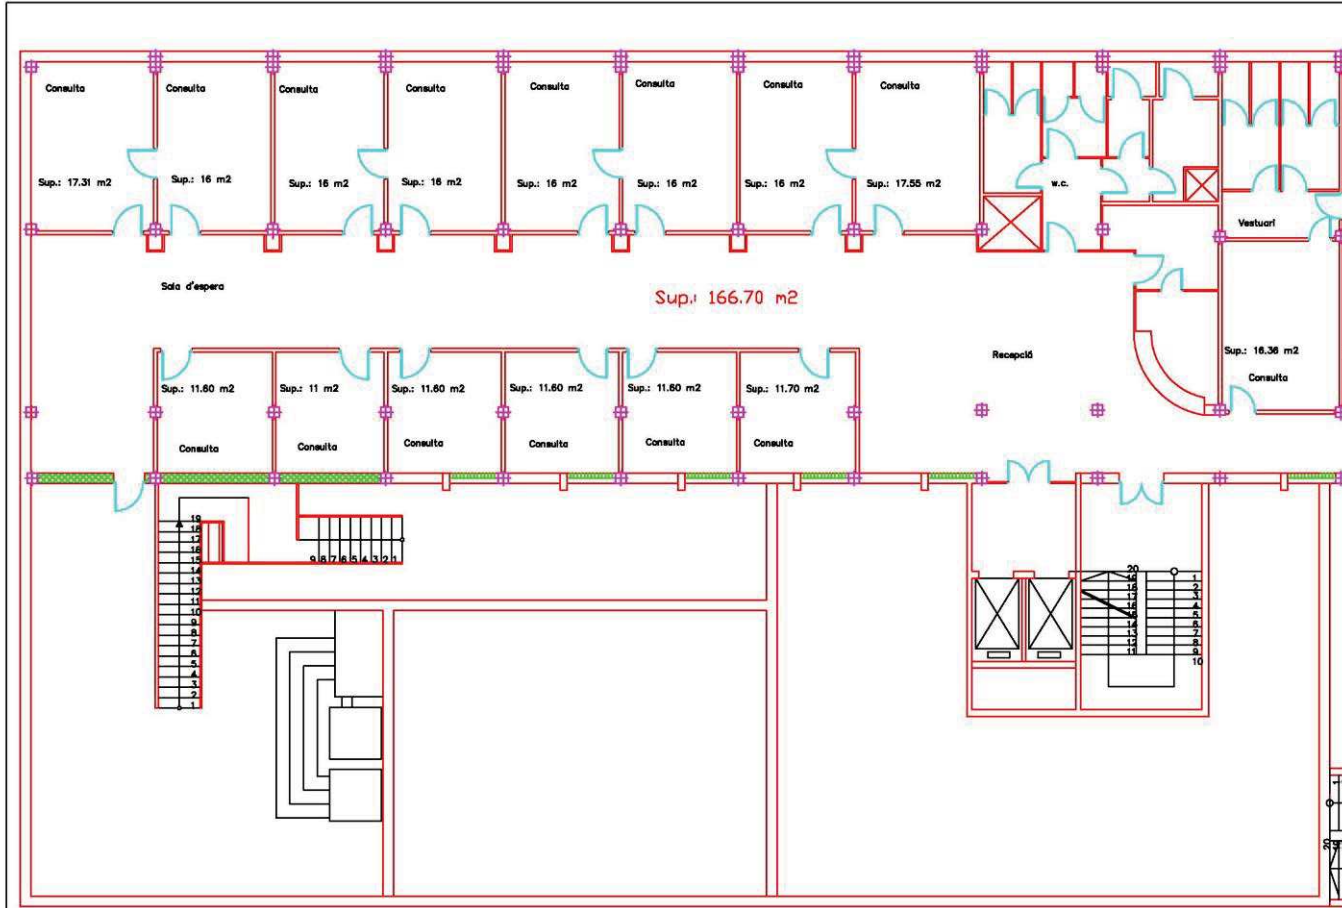 Consulta
Consulta
Consulta
Consulta
Consulta
Consulta
Consulta
Consulta
Sup.: 17.31 m2
Sup.: 16 m2
Sup.: 16 m2
Sup.: 16 m2
Sup.: 16 m2
Sup.: 16 m2
Sup.: 16 m2
Sup.: 17.55 m2
w.c.
Vestuari
Sala d'espera
Sup.: 166.70 m2
Recepció
Sup.: 16.36 m2
Consulta
Sup.: 11.60 m2
Sup.: 11 m2
Sup.: 11.60 m2
Sup.: 11.60 m2
Sup.: 11.60 m2
Sup.: 11.70 m2
Consulta
Consulta
Consulta
Consulta
Consulta
Consulta
19
18
17
16
15
14
13
12
11
10
9
8
7
6
5
4
3
2
1
9 8 7 6 5 4 3 2 1
20
19
18
17
16
15
14
13
12
11
1
2
3
4
5
6
7
8
9
10
1
20